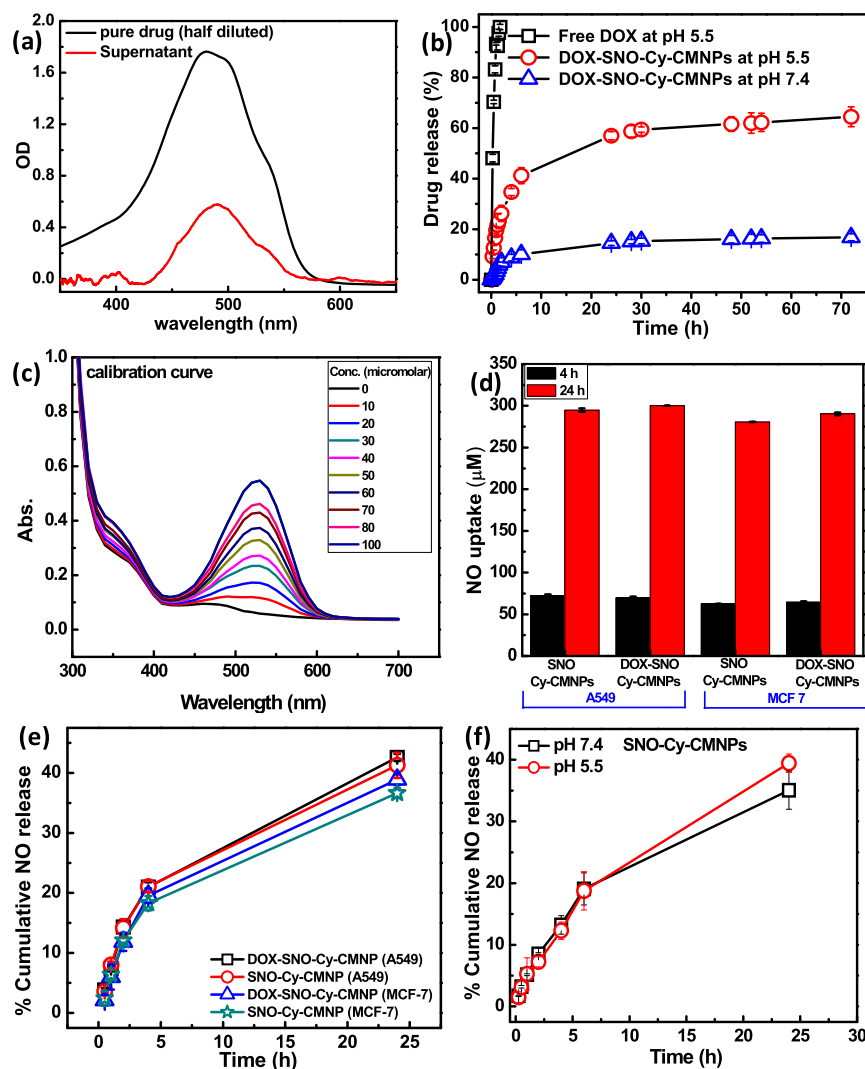 (a)
pure drug (half diluted)
Supernatant
OD
1.8
1.2
0.6
0.0
400
500
600
wavelength (nm)
(b)
Free DOX at pH 5.5
DOX-SNO-Cy-CMNPs at pH 5.5
DOX-SNO-Cy-CMNPs at pH 7.4
Drug release (%)
100
80
60
40
20
0
0 10 20 30 40 50 60 70
Time (h)
(c)
calibration curve
Conc. (micromolar)
0
10
20
30
40
50
60
70
80
100
Abs.
1.0
0.8
0.6
0.4
0.2
0.0
300 400 500 600 700
Wavelength (nm)
(d)
4 h
24 h
NO uptake (µM)
350
300
250
200
150
100
50
0
SNO DOX-SNO SNO DOX-SNO
Cy-CMNPs Cy-CMNPs Cy-CMNPs Cy-CMNPs
A549 MCF 7
(e)
% Cumulative NO release
40
30
20
10
0
DOX-SNO-Cy-CMNP (A549)
SNO-Cy-CMNP (A549)
DOX-SNO-Cy-CMNP (MCF-7)
SNO-Cy-CMNP (MCF-7)
0 5 10 15 20 25
Time (h)
(f)
pH 7.4 SNO-Cy-CMNPs
pH 5.5
% Cumulative NO release
50
40
30
20
10
0
0 5 10 15 20 25 30
Time (h)